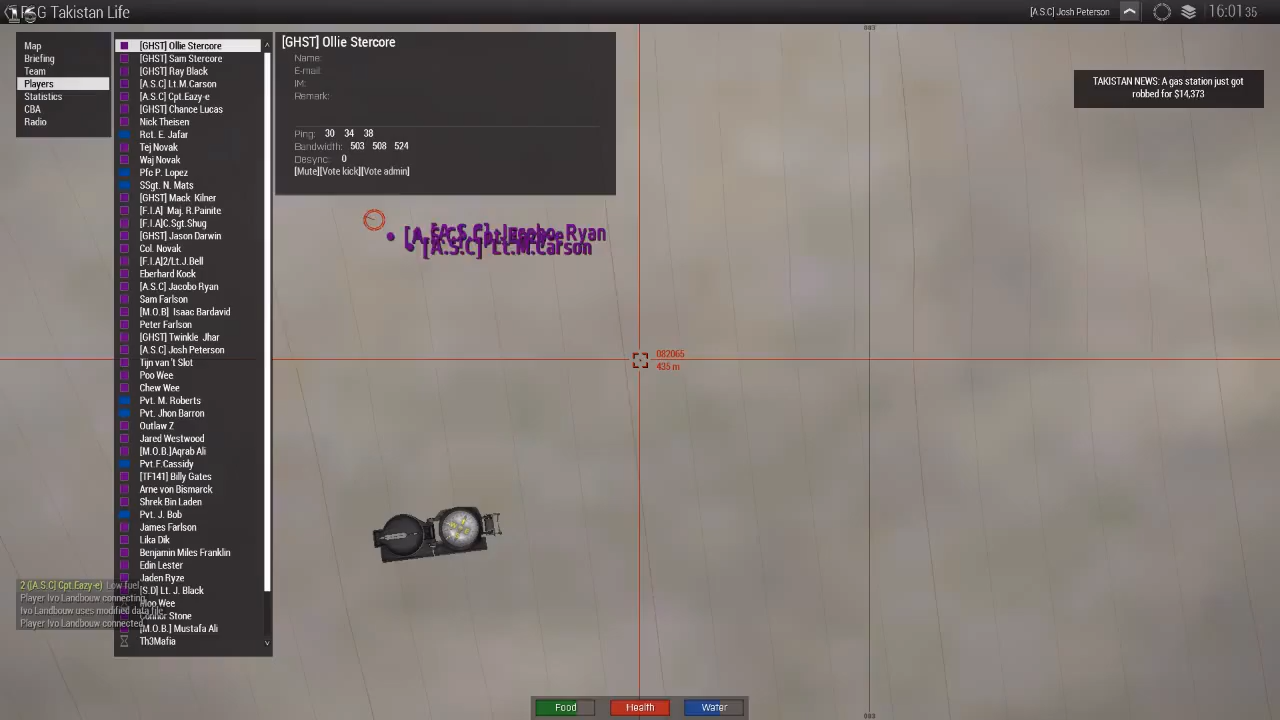 FSG Takistan Life
[A.S.C] Josh Peterson
16:01 35
Map
Briefing
Team
Players
Statistics
CBA
Radio
[GHST] Ollie Stercore
[GHST] Sam Stercore
[GHST] Ray Black
[A.S.C] Lt.M.Carson
[A.S.C] Cpt.Eazy-e
[GHST] Chance Lucas
Nick Theisen
Rct. E. Jafar
Tej Novak
Waj Novak
Pfc P. Lopez
SSgt. N. Mats
[GHST] Mack Kilner
[F.I.A] Maj. R.Painite
[F.I.A]C.Sgt.Shug
[GHST] Jason Darwin
Col. Novak
[F.I.A]2/Lt.J.Bell
Eberhard Kock
[A.S.C] Jacobo Ryan
Sam Farlson
[M.O.B] Isaac Bardavid
Peter Farlson
[GHST] Twinkle Jhar
[A.S.C] Josh Peterson
Tijn van 't Slot
Poo Wee
Chew Wee
Pvt. M. Roberts
Pvt. Jhon Barron
Outlaw Z
Jared Westwood
[M.O.B.]Aqrab Ali
Pvt.F.Cassidy
[TF141] Billy Gates
Arne von Bismarck
Shrek Bin Laden
Pvt. J. Bob
James Farlson
Lika Dik
Benjamin Miles Franklin
Edin Lester
Jaden Ryze
[S.D] Lt. J. Black
Moo Wee
Connor Stone
[M.O.B.] Mustafa Ali
Th3Mafia
[GHST] Ollie Stercore
Name:
E-mail:
IM:
Remark:
Ping: 30 34 38
Bandwidth: 503 508 524
Desync: 0
[Mute][Vote kick][Vote admin]
083
TAKISTAN NEWS: A gas station just got
robbed for $14,373
[A.S.C] Jacobo Ryan
[A.S.C] Lt.M.Carson
082065
435 m
2 ([A.S.C] Cpt.Eazy-e) Low fuel
Player Ivo Landbouw connecting
Ivo Landbouw uses modified data file
Player Ivo Landbouw connected
Food
Health
Water
083